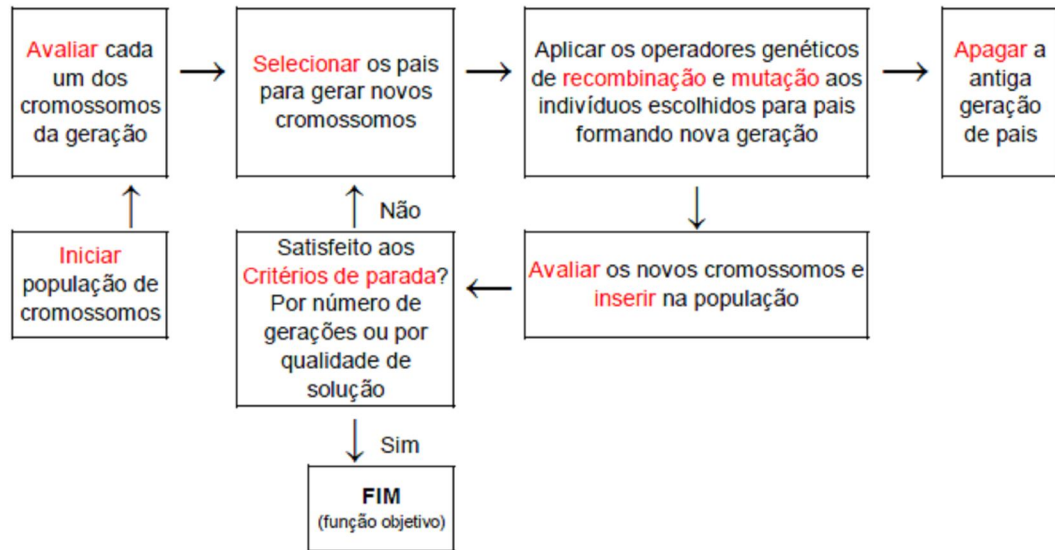 Avaliar cada
um dos
cromossomos
da geração
Selecionar os pais
para gerar novos
cromossomos
Aplicar os operadores genéticos
de recombinação e mutação aos
indivíduos escolhidos para pais
formando nova geração
Apagar a
antiga
geração
de pais
Não
Iniciar
população de
cromossomos
Satisfeito aos
Critérios de parada?
Por número de
gerações ou por
qualidade de
solução
Avaliar os novos cromossomos e
inserir na população
Sim
FIM
(função objetivo)